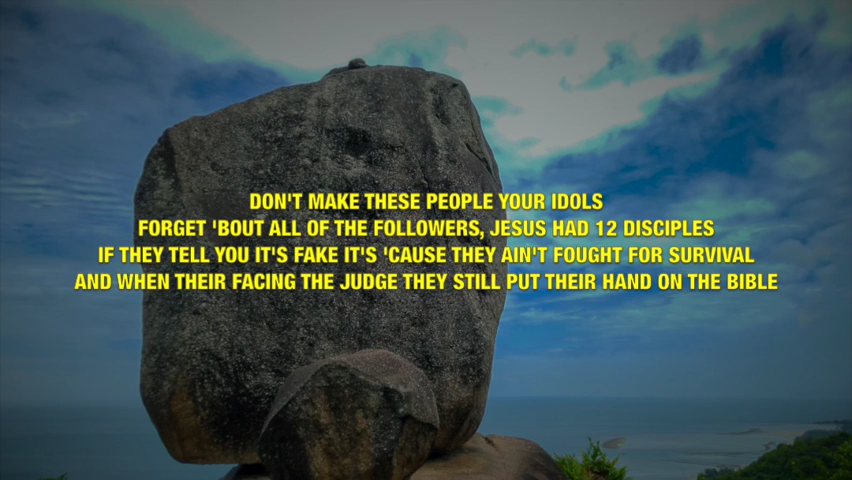 DON'T MAKE THESE PEOPLE YOUR IDOLS
FORGET 'BOUT ALL OF THE FOLLOWERS, JESUS HAD 12 DISCIPLES
IF THEY TELL YOU IT'S FAKE IT'S 'CAUSE THEY AIN'T FOUGHT FOR SURVIVAL
AND WHEN THEIR FACING THE JUDGE THEY STILL PUT THEIR HAND ON THE BIBLE